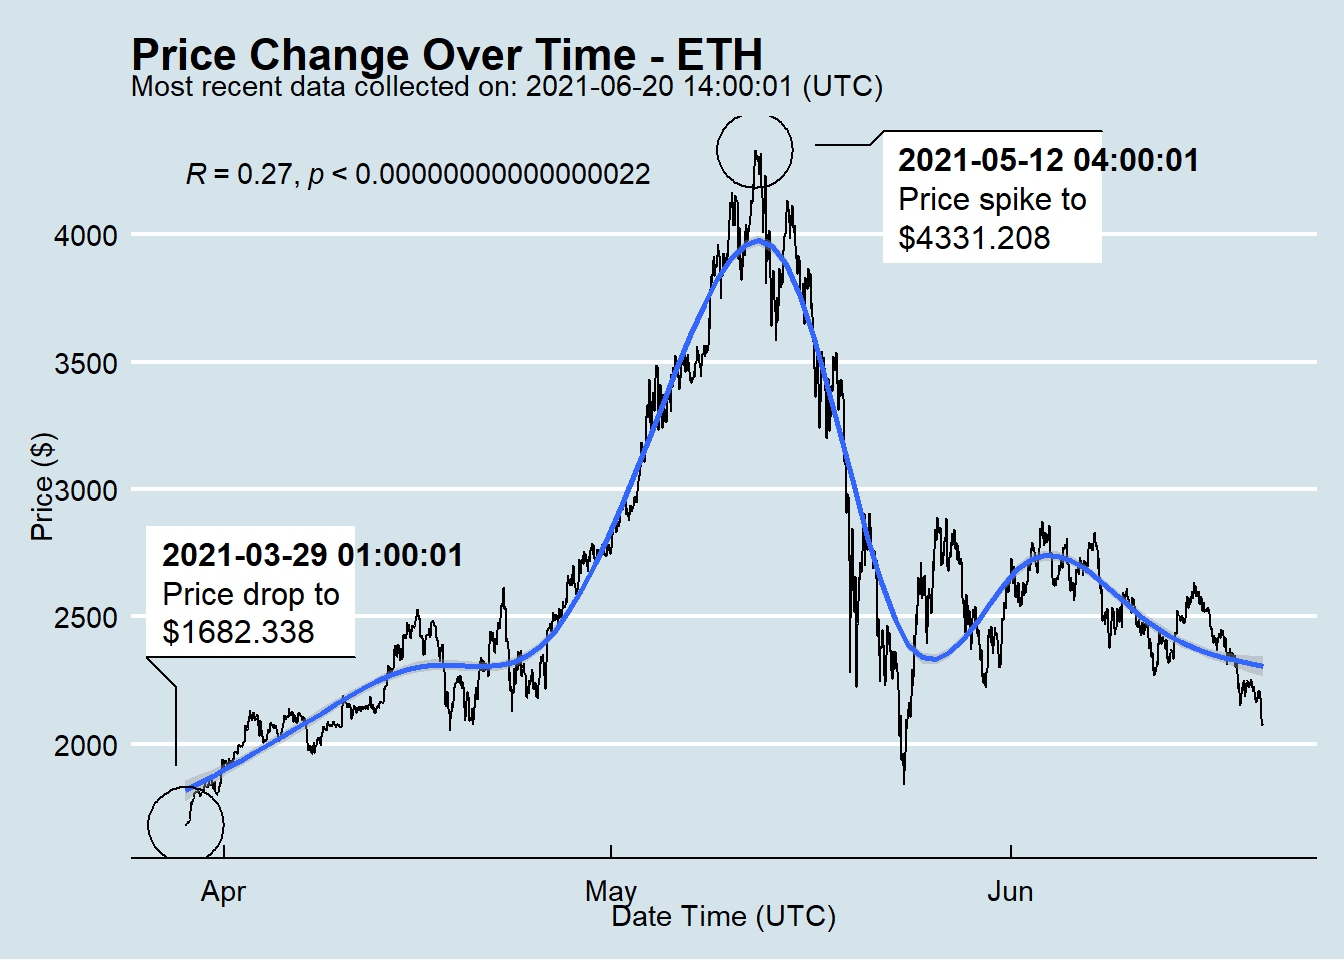 Price Change Over Time - ETH
Most recent data collected on: 2021-06-20 14:00:01 (UTC)
R = 0.27, p < 0.00000000000000022
2021-05-12 04:00:01
Price spike to
$4331.208
4000
3500
3000
2500
2000
Price ($)
2021-03-29 01:00:01
Price drop to
$1682.338
Apr
May
Jun
Date Time (UTC)